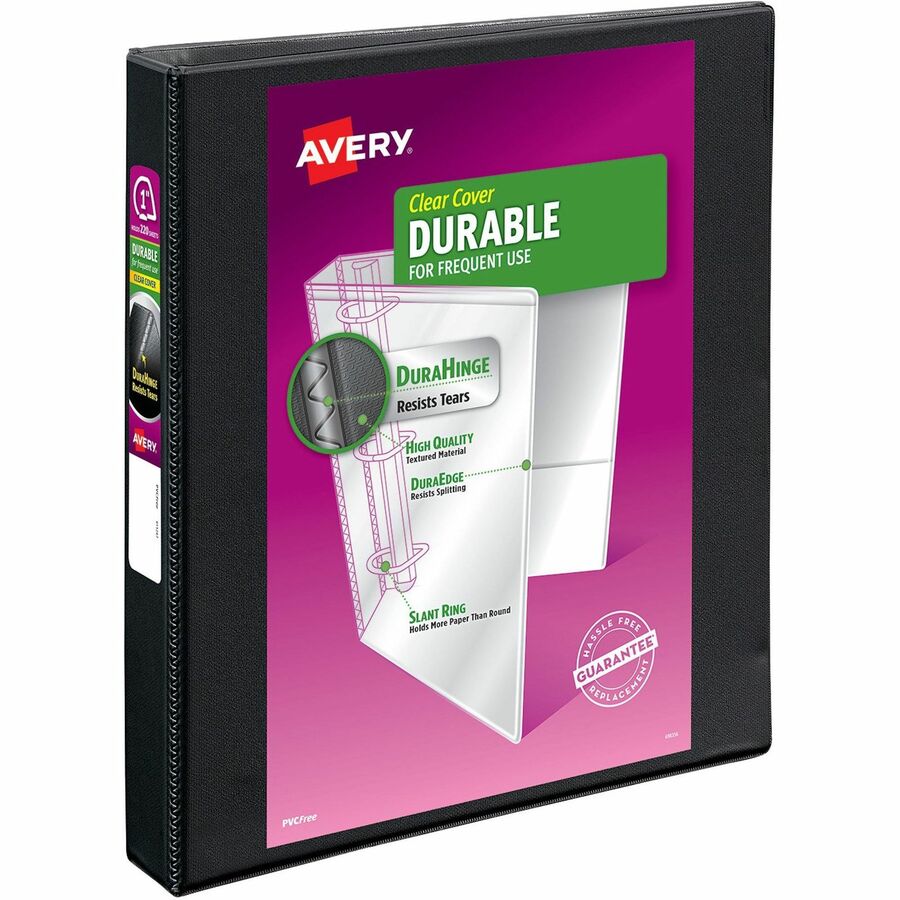 AVERY®
Clear Cover
DURABLE
FOR FREQUENT USE
DURAHINGE
Resists Tears
HIGH QUALITY
Textured Material
DURAEDGE
Resists Splitting
SLANT RING
Holds More Paper Than Round
HASSLE FREE
GUARANTEE
REPLACEMENT
PVCFree
1"
HOLDS 220 SHEETS
DURABLE
for frequent use
CLEAR COVER
DURAHINGE
Resists Tears
AVERY
PVCFree